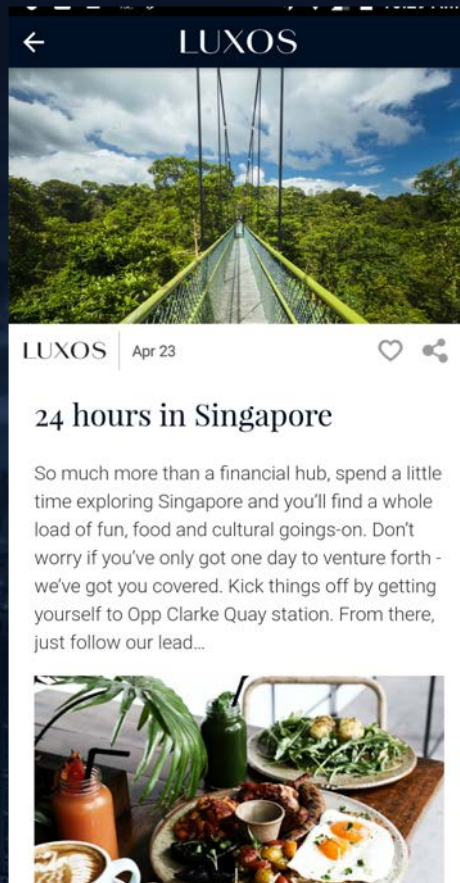 LUXOS
LUXOS
Apr 23
24 hours in Singapore
So much more than a financial hub, spend a little
time exploring Singapore and you'll find a whole
load of fun, food and cultural goings-on. Don't
worry if you've only got one day to venture forth -
we've got you covered. Kick things off by getting
yourself to Opp Clarke Quay station. From there,
just follow our lead...